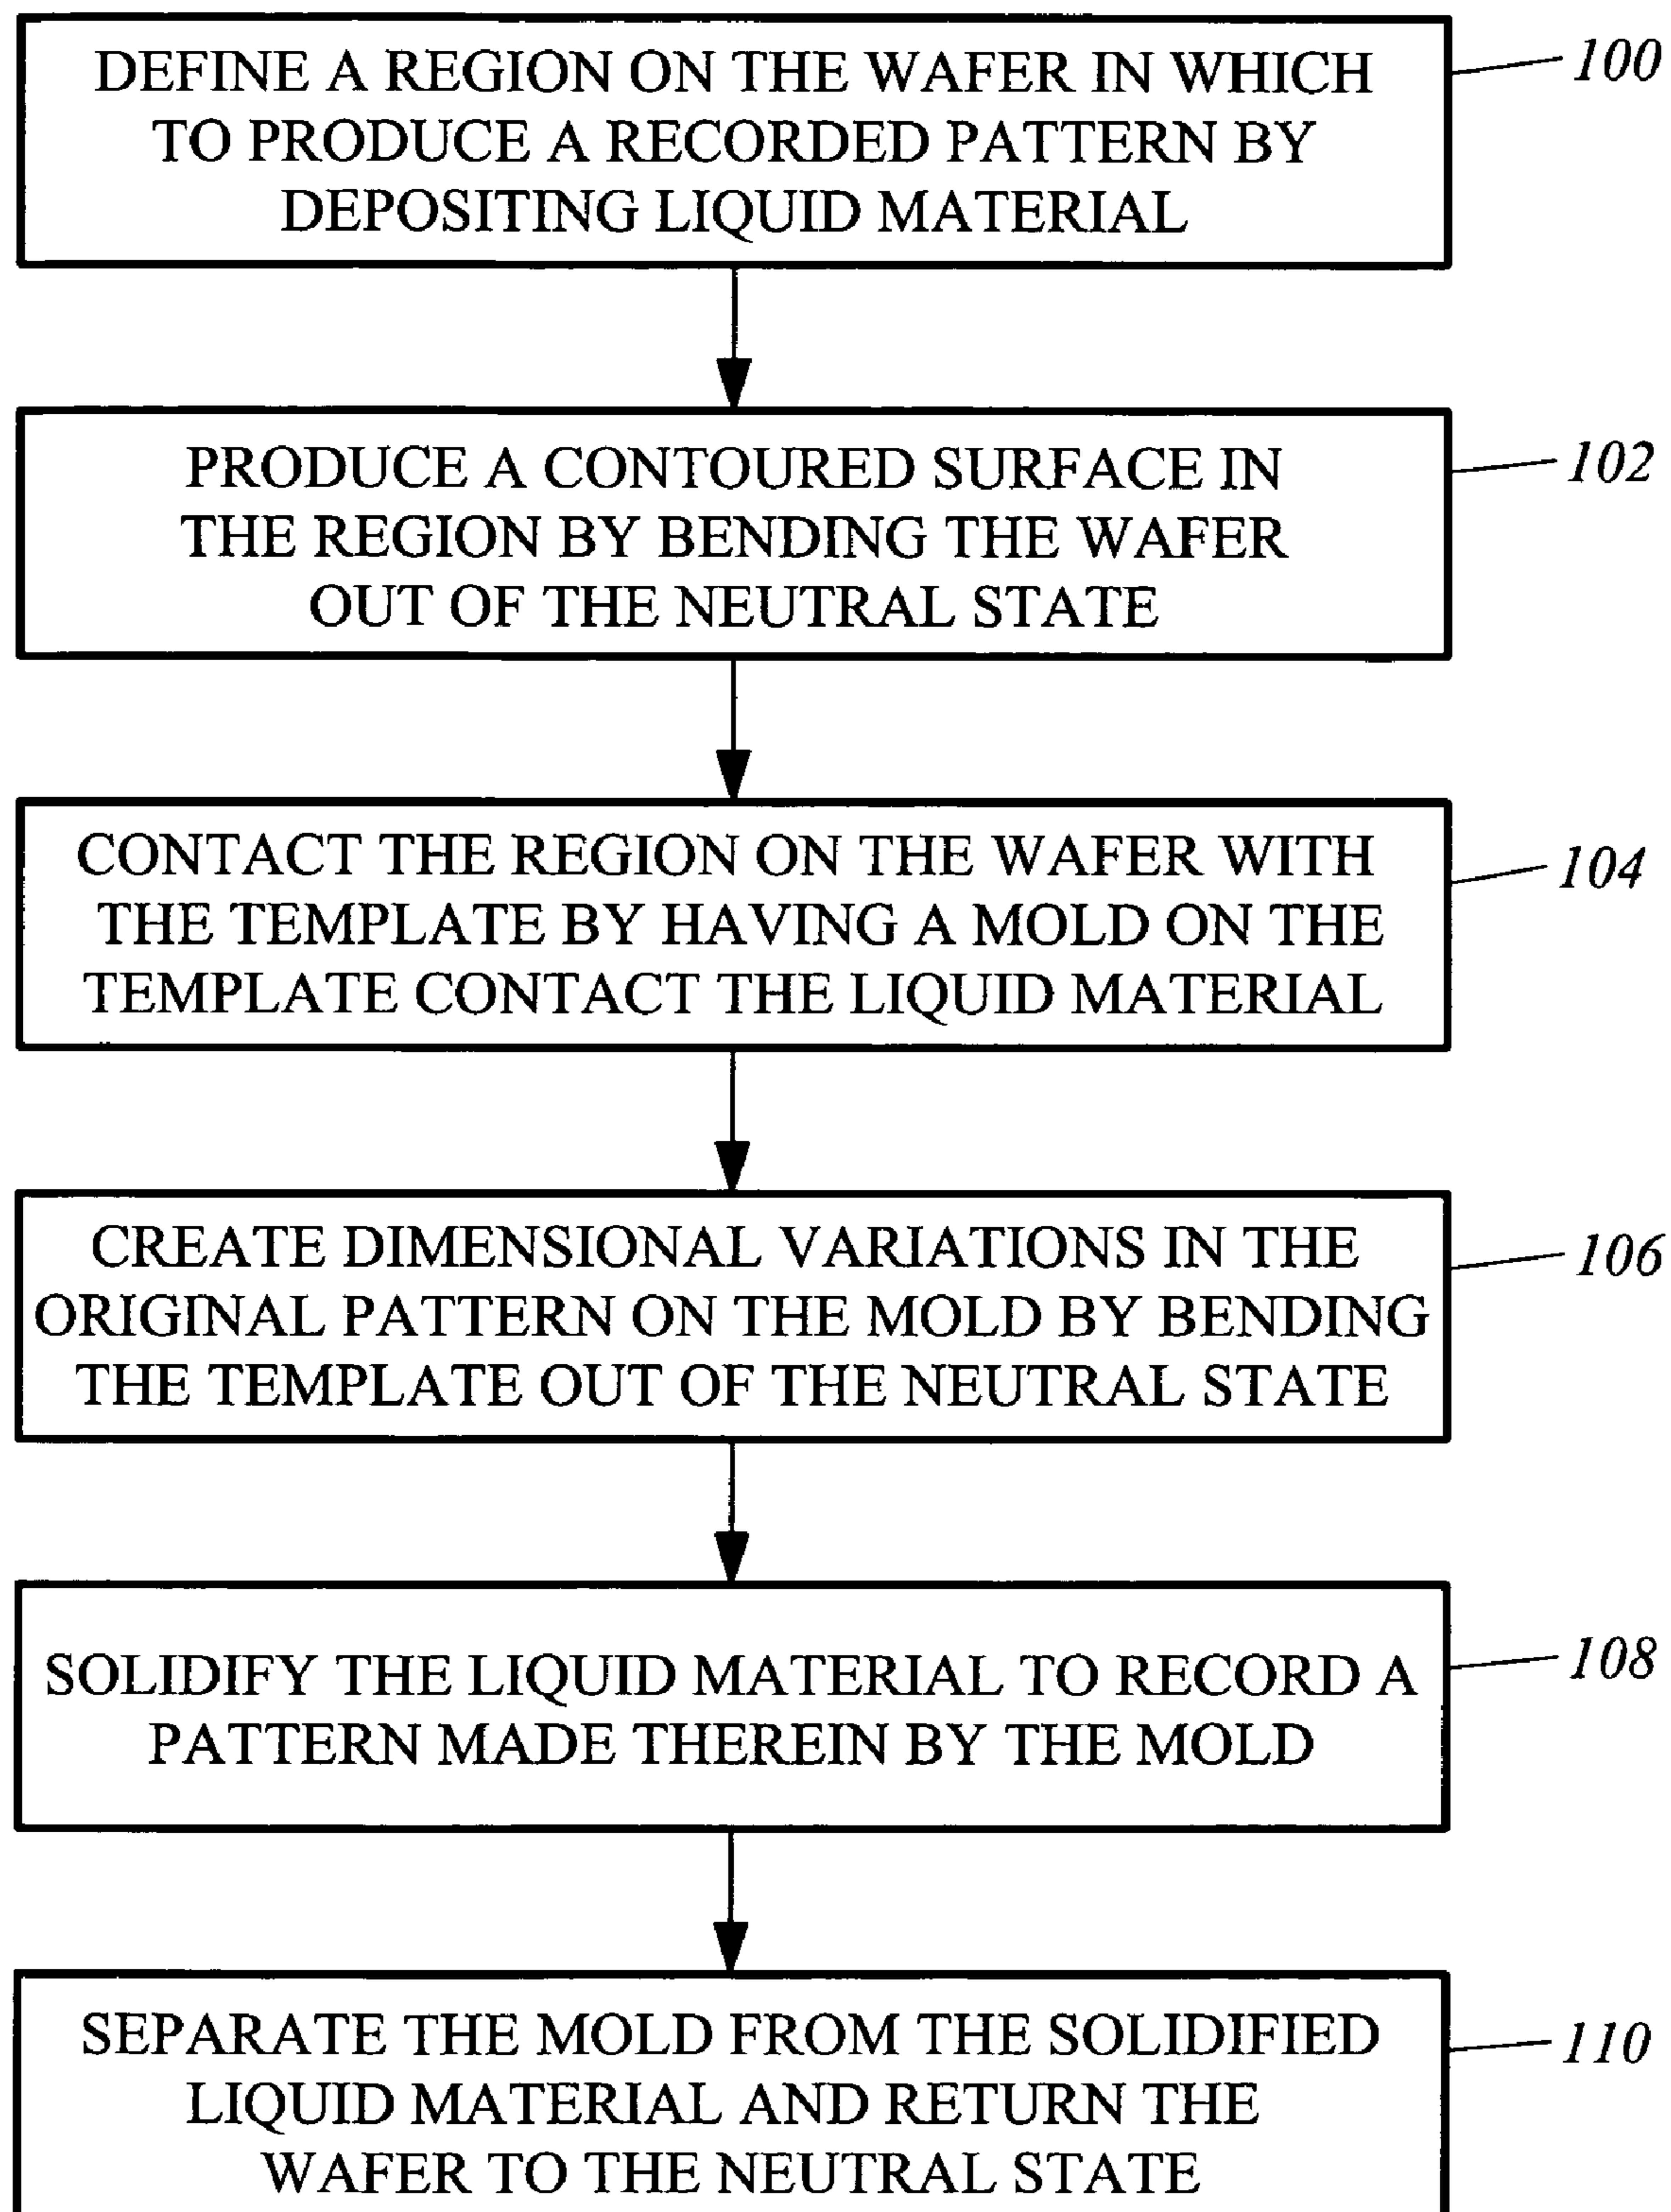 DEFINE A REGION ON THE WAFER IN WHICH
TO PRODUCE A RECORDED PATTERN BY
DEPOSITING LIQUID MATERIAL
100
PRODUCE A CONTOURED SURFACE IN
THE REGION BY BENDING THE WAFER
OUT OF THE NEUTRAL STATE
102
CONTACT THE REGION ON THE WAFER WITH
THE TEMPLATE BY HAVING A MOLD ON THE
TEMPLATE CONTACT THE LIQUID MATERIAL
104
CREATE DIMENSIONAL VARIATIONS IN THE
ORIGINAL PATTERN ON THE MOLD BY BENDING
THE TEMPLATE OUT OF THE NEUTRAL STATE
106
SOLIDIFY THE LIQUID MATERIAL TO RECORD A
PATTERN MADE THEREIN BY THE MOLD
108
SEPARATE THE MOLD FROM THE SOLIDIFIED
LIQUID MATERIAL AND RETURN THE
WAFER TO THE NEUTRAL STATE
110